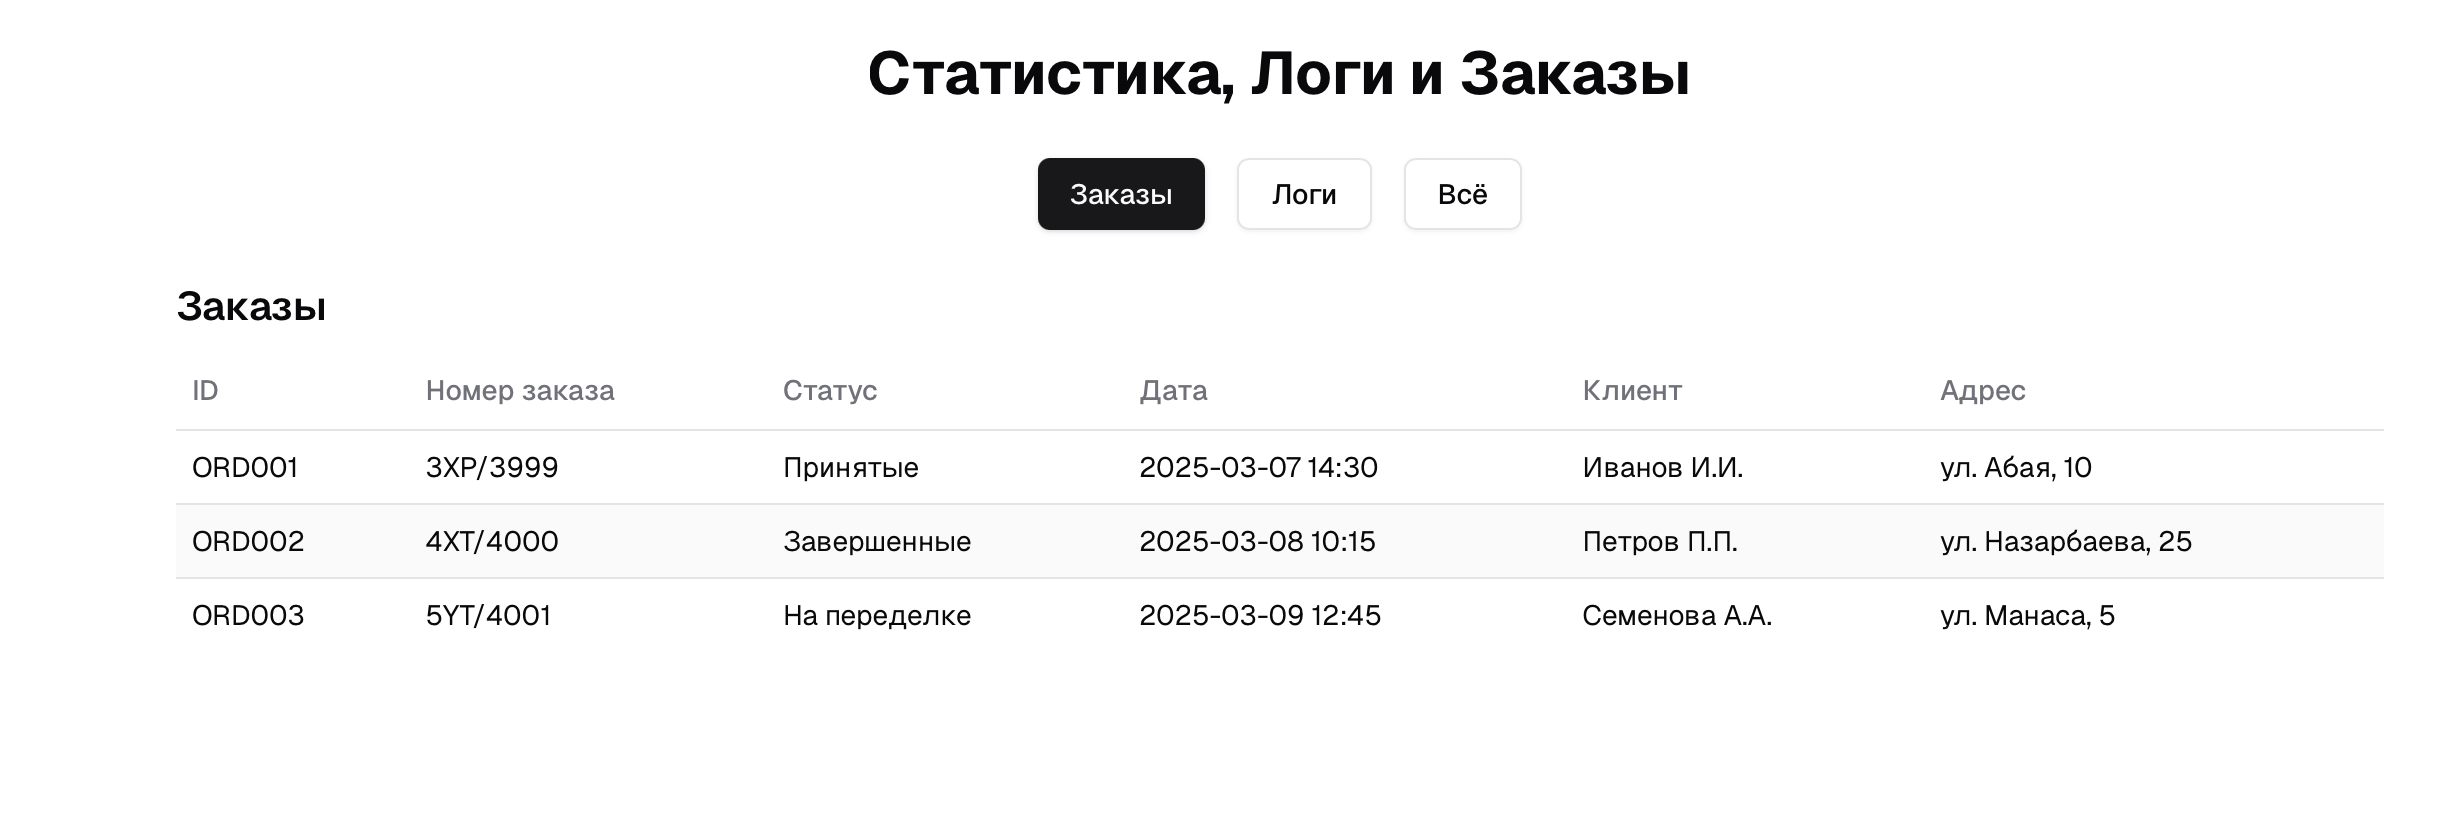 Статистика, Логи и Заказы
Заказы Логи Всё
Заказы
ID Номер заказа Статус Дата Клиент Адрес
ORD001 3XP/3999 Принятые 2025-03-07 14:30 Иванов И.И. ул. Абая, 10
ORD002 4XT/4000 Завершенные 2025-03-08 10:15 Петров П.П. ул. Назарбаева, 25
ORD003 5YT/4001 На переделке 2025-03-09 12:45 Семенова А.А. ул. Манаса, 5